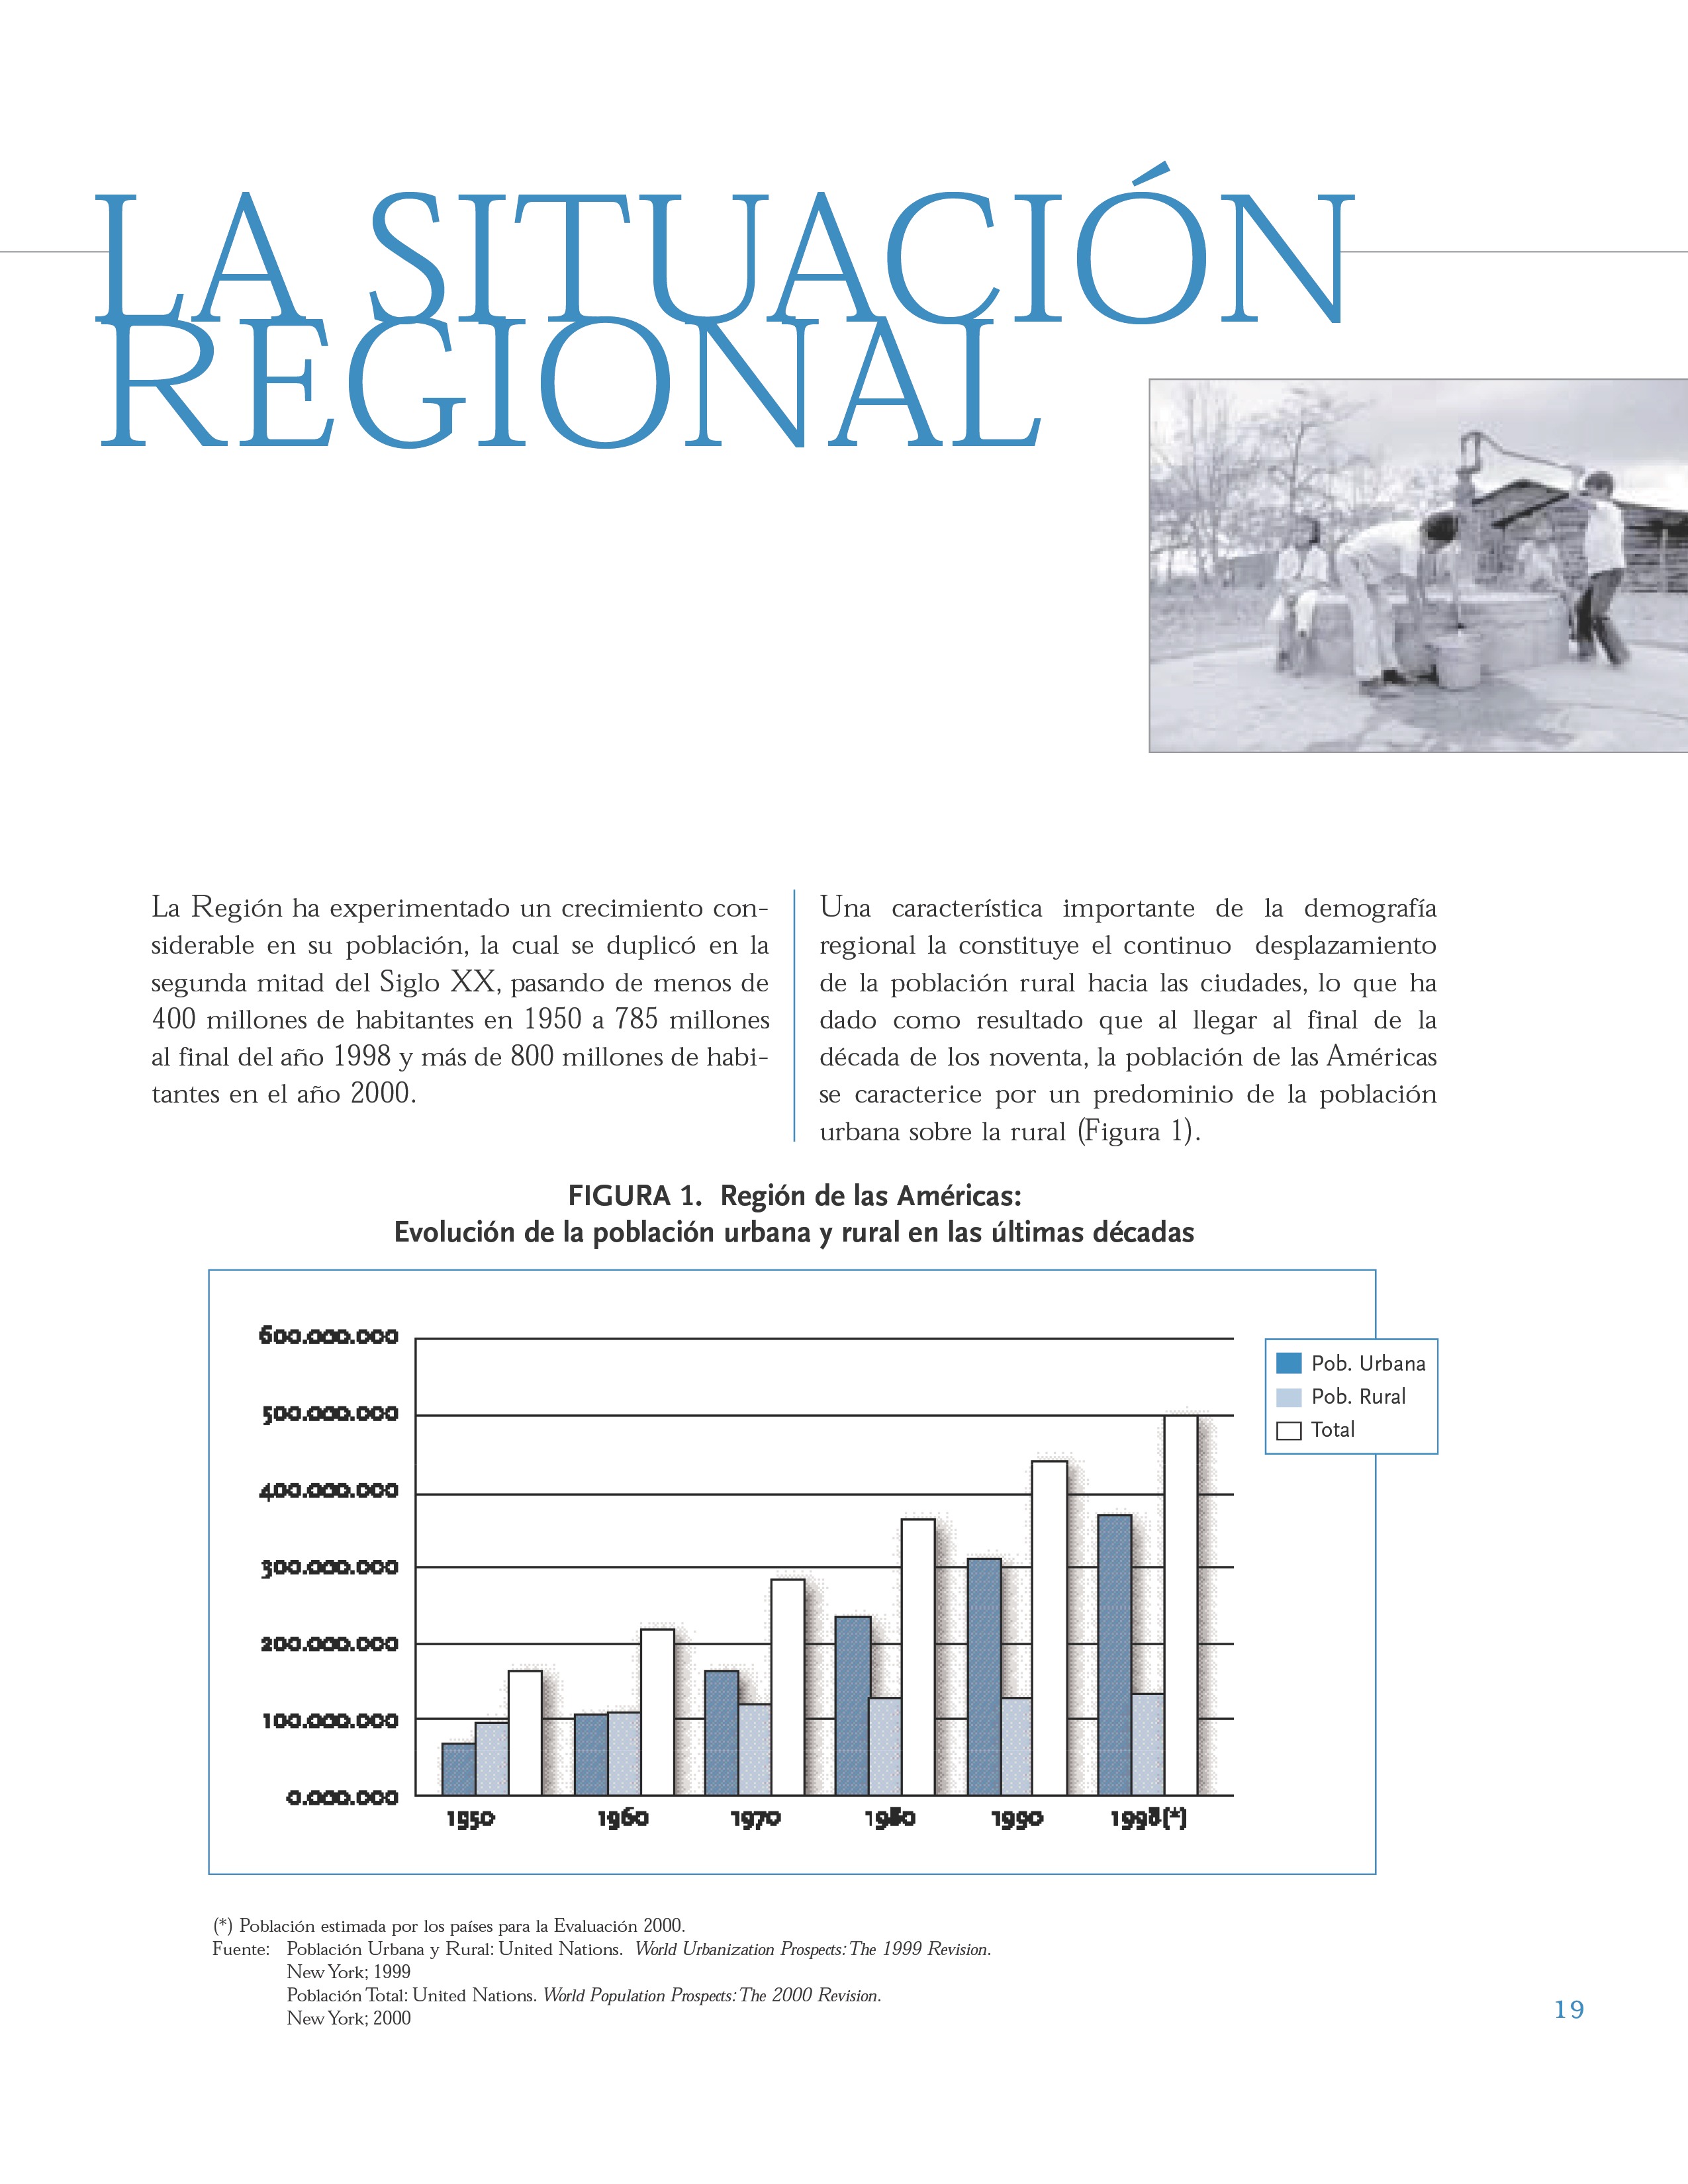 LA SITUACIÓN
REGIONAL
La Región ha experimentado un crecimiento con-
siderable en su población, la cual se duplicó en la
segunda mitad del Siglo XX, pasando de menos de
400 millones de habitantes en 1950 a 785 millones
al final del año 1998 y más de 800 millones de habi-
tantes en el año 2000.
Una característica importante de la demografía
regional la constituye el continuo desplazamiento
de la población rural hacia las ciudades, lo que ha
dado como resultado que al llegar al final de la
década de los noventa, la población de las Américas
se caracterice por un predominio de la población
urbana sobre la rural (Figura 1).
FIGURA 1. Región de las Américas:
Evolución de la población urbana y rural en las últimas décadas
600.000.000
500.000.000
400.000.000
300.000.000
200.000.000
100.000.000
0.000.000
1950
1960
1970
1980
1990
1998(*)
Pob. Urbana
Pob. Rural
Total
(*) Población estimada por los países para la Evaluación 2000.
Fuente: Población Urbana y Rural: United Nations. World Urbanization Prospects: The 1999 Revision.
New York; 1999
Población Total: United Nations. World Population Prospects: The 2000 Revision.
New York; 2000
19